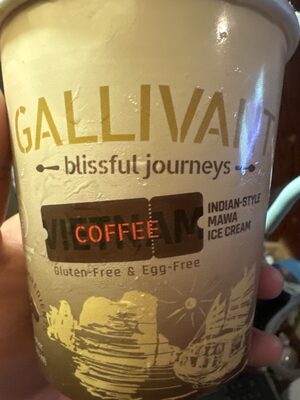 GALLIVANT
blissful journeys
VIETNAM
COFFEE
INDIAN-STYLE
MAWA
ICE CREAM
Gluten-Free & Egg-Free